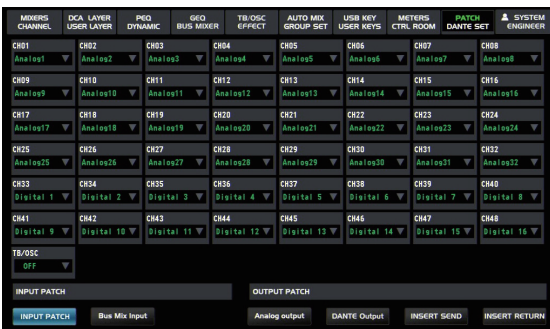 MIXERS DCA LAYER PEQ GEQ TB/OSC AUTO MIX USB KEY METERS PATCH SYSTEM
CHANNEL USER LAYER DYNAMIC BUS MIXER EFFECT GROUP SET USER KEYS CTRL ROOM DANTE SET ENGINEER
CH01 CH02 CH03 CH04 CH05 CH06 CH07 CH08
Analog1 Analog2 Analog3 Analog4 Analog5 Analog6 Analog7 Analog8
CH09 CH10 CH11 CH12 CH13 CH14 CH15 CH16
Analog9 Analog10 Analog11 Analog12 Analog13 Analog14 Analog15 Analog16
CH17 CH18 CH19 CH20 CH21 CH22 CH23 CH24
Analog17 Analog18 Analog19 Analog20 Analog21 Analog22 Analog23 Analog24
CH25 CH26 CH27 CH28 CH29 CH30 CH31 CH32
Analog25 Analog26 Analog27 Analog28 Analog29 Analog30 Analog31 Analog32
CH33 CH34 CH35 CH36 CH37 CH38 CH39 CH40
Digital 1 Digital 2 Digital 3 Digital 4 Digital 5 Digital 6 Digital 7 Digital 8
CH41 CH42 CH43 CH44 CH45 CH46 CH47 CH48
Digital 9 Digital 10 Digital 11 Digital 12 Digital 13 Digital 14 Digital 15 Digital 16
TB/OSC
OFF
INPUT PATCH OUTPUT PATCH
INPUT PATCH Bus Mix Input Analog output DANTE Output INSERT SEND INSERT RETURN